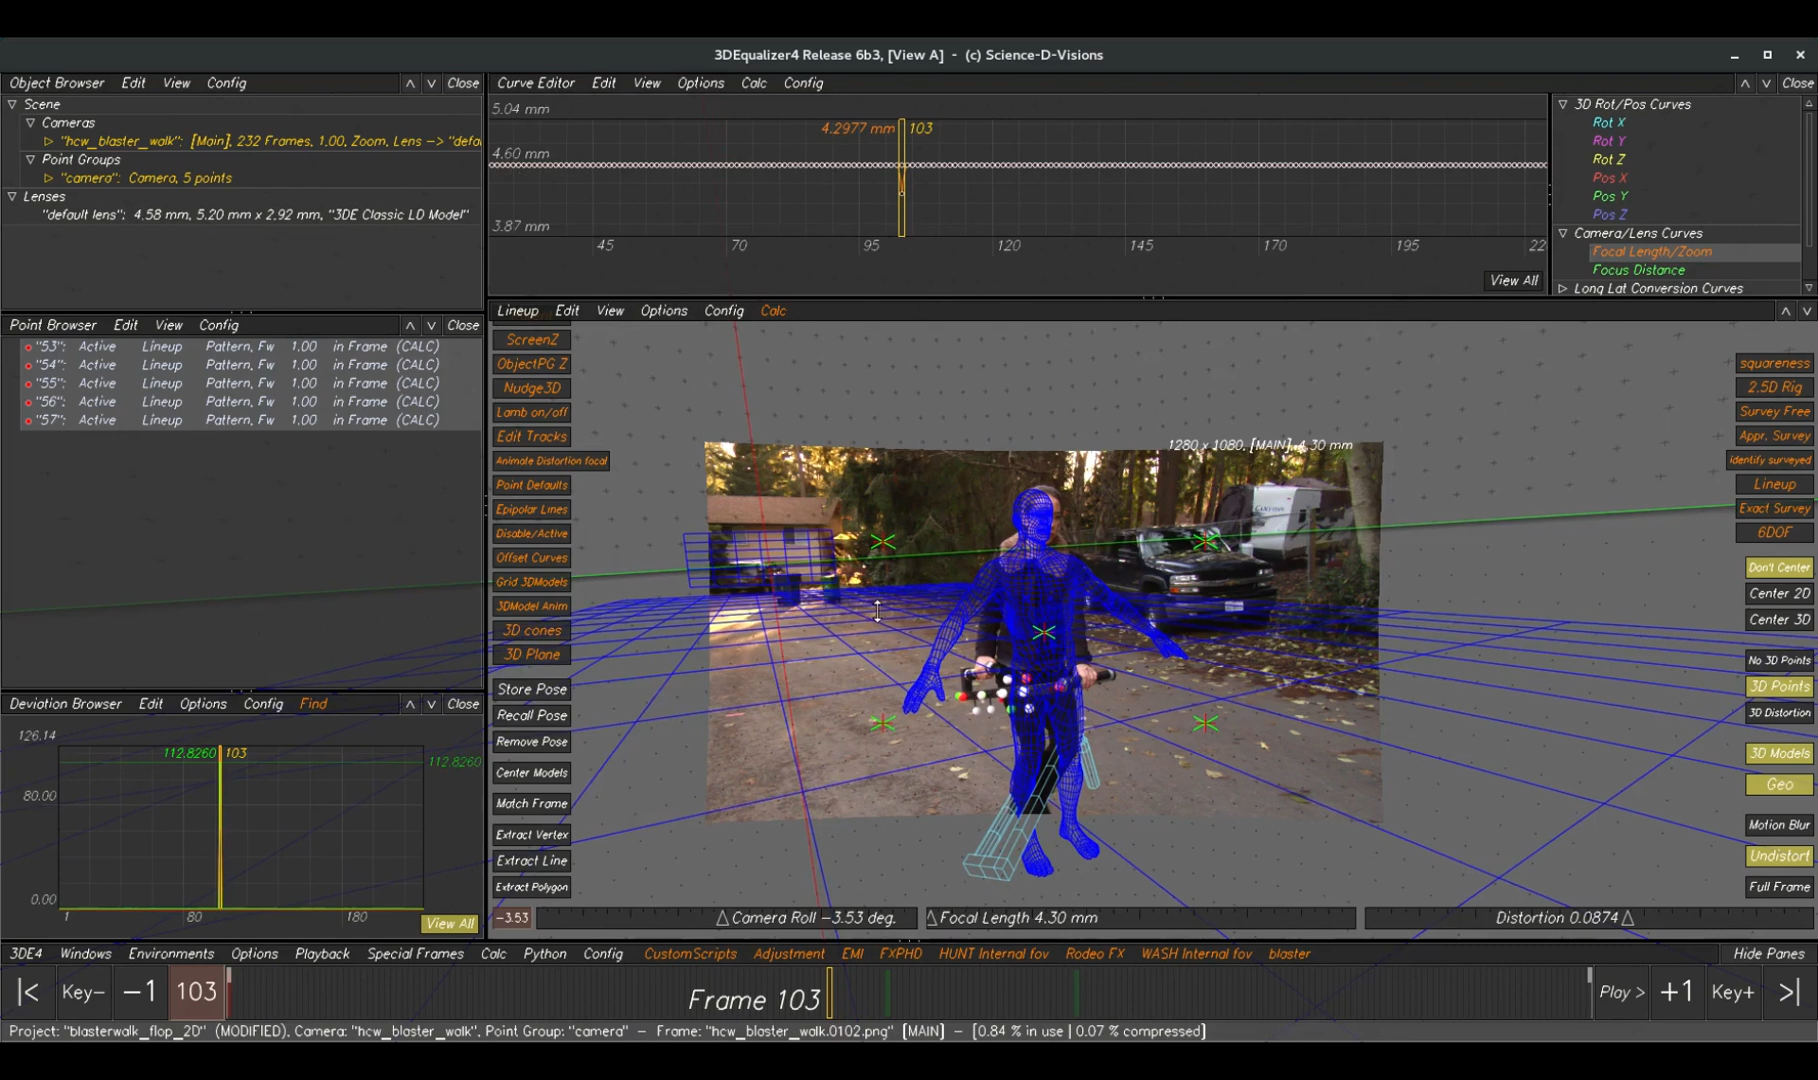 3DEqualizer4 Release 6b3, [View A] - (c) Science-D-Visions
Object Browser Edit View Config Close
Scene
Cameras
"hcw_blaster_walk": [Main], 232 Frames, 1.00, Zoom, Lens -> "defa
Point Groups
"camera": Camera, 5 points
Lenses
"default lens": 4.58 mm, 5.20 mm x 2.92 mm, "3DE Classic LD Model"
Curve Editor Edit View Options Calc Config Close
5.04 mm
4.2977 mm 103
4.60 mm
3.87 mm
45 70 95 120 145 170 195 22
View All
3D Rot/Pos Curves
Rot X
Rot Y
Rot Z
Pos X
Pos Y
Pos Z
Camera/Lens Curves
Focal Length/Zoom
Focus Distance
Long Lat Conversion Curves
Point Browser Edit View Config Close
"53": Active Lineup Pattern, Fw 1.00 in Frame (CALC)
"54": Active Lineup Pattern, Fw 1.00 in Frame (CALC)
"55": Active Lineup Pattern, Fw 1.00 in Frame (CALC)
"56": Active Lineup Pattern, Fw 1.00 in Frame (CALC)
"57": Active Lineup Pattern, Fw 1.00 in Frame (CALC)
Deviation Browser Edit Options Config Find Close
126.14
112.8260 103
112.8260
80.00
0.00
1 80 180
View All
Lineup Edit View Options Config Calc
ScreenZ
ObjectPG Z
Nudge3D
Lamb on/off
Edit Tracks
Animate Distortion focal
Point Defaults
Epipolar Lines
Disable/Active
Offset Curves
Grid 3DModels
3DModel Anim
3D cones
3D Plane
Store Pose
Recall Pose
Remove Pose
Center Models
Match Frame
Extract Vertex
Extract Line
Extract Polygon
1280 x 1080, [MAIN], 4.30 mm
squareness
2.5D Rig
Survey Free
Appr. Survey
Identify surveyed
Lineup
Exact Survey
6DOF
Don't Center
Center 2D
Center 3D
No 3D Points
3D Points
3D Distortion
3D Models
Geo
Motion Blur
Undistort
Full Frame
-3.53 Camera Roll -3.53 deg. Focal Length 4.30 mm Distortion 0.0874
3DE4 Windows Environments Options Playback Special Frames Calc Python Config CustomScripts Adjustment EMI FXPHD HUNT Internal fov Rodeo FX WASH Internal fov blaster Hide Panes
|< Key- -1 103 Frame 103 Play > +1 Key+ >|
Project: "blasterwalk_flop_2D" (MODIFIED), Camera: "hcw_blaster_walk", Point Group: "camera" - Frame: "hcw_blaster_walk.0102.png" [MAIN] - [0.84 % in use | 0.07 % compressed]